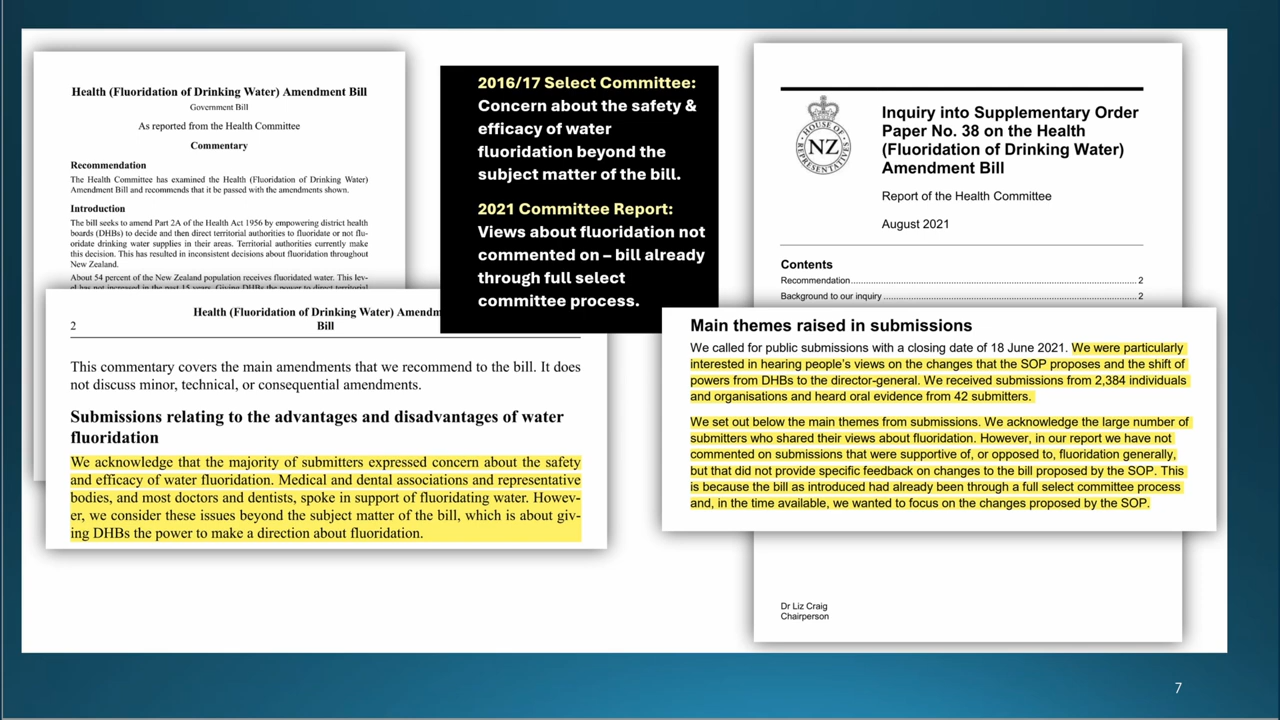 Health (Fluoridation of Drinking Water) Amendment Bill
Government Bill
As reported from the Health Committee
Commentary
Recommendation
The Health Committee has examined the Health (Fluoridation of Drinking Water)
Amendment Bill and recommends that it be passed with the amendments shown.
Introduction
The bill seeks to amend Part 2A of the Health Act 1956 by empowering district health
boards (DHBs) to decide and then direct territorial authorities to fluoridate or not flu-
oridate drinking water supplies in their areas. Territorial authorities currently make
this decision. This has resulted in inconsistent decisions about fluoridation throughout
New Zealand.
About 54 percent of the New Zealand population receives fluoridated water. This lev-
el has not increased in the past 15 years. Giving DHBs the power to direct territorial
Health (Fluoridation of Drinking Water) Amendm
2 Bill
This commentary covers the main amendments that we recommend to the bill. It does
not discuss minor, technical, or consequential amendments.
Submissions relating to the advantages and disadvantages of water
fluoridation
We acknowledge that the majority of submitters expressed concern about the safety
and efficacy of water fluoridation. Medical and dental associations and representative
bodies, and most doctors and dentists, spoke in support of fluoridating water. Howev-
er, we consider these issues beyond the subject matter of the bill, which is about giv-
ing DHBs the power to make a direction about fluoridation.
2016/17 Select Committee:
Concern about the safety &
efficacy of water
fluoridation beyond the
subject matter of the bill.
2021 Committee Report:
Views about fluoridation not
commented on – bill already
through full select
committee process.
HOUSE OF REPRESENTATIVES
NZ
Inquiry into Supplementary Order
Paper No. 38 on the Health
(Fluoridation of Drinking Water)
Amendment Bill
Report of the Health Committee
August 2021
Contents
Recommendation 2
Background to our inquiry 2
Main themes raised in submissions
We called for public submissions with a closing date of 18 June 2021. We were particularly
interested in hearing people's views on the changes that the SOP proposes and the shift of
powers from DHBs to the director-general. We received submissions from 2,384 individuals
and organisations and heard oral evidence from 42 submitters.
We set out below the main themes from submissions. We acknowledge the large number of
submitters who shared their views about fluoridation. However, in our report we have not
commented on submissions that were supportive of, or opposed to, fluoridation generally,
but that did not provide specific feedback on changes to the bill proposed by the SOP. This
is because the bill as introduced had already been through a full select committee process
and, in the time available, we wanted to focus on the changes proposed by the SOP.
Dr Liz Craig
Chairperson
7